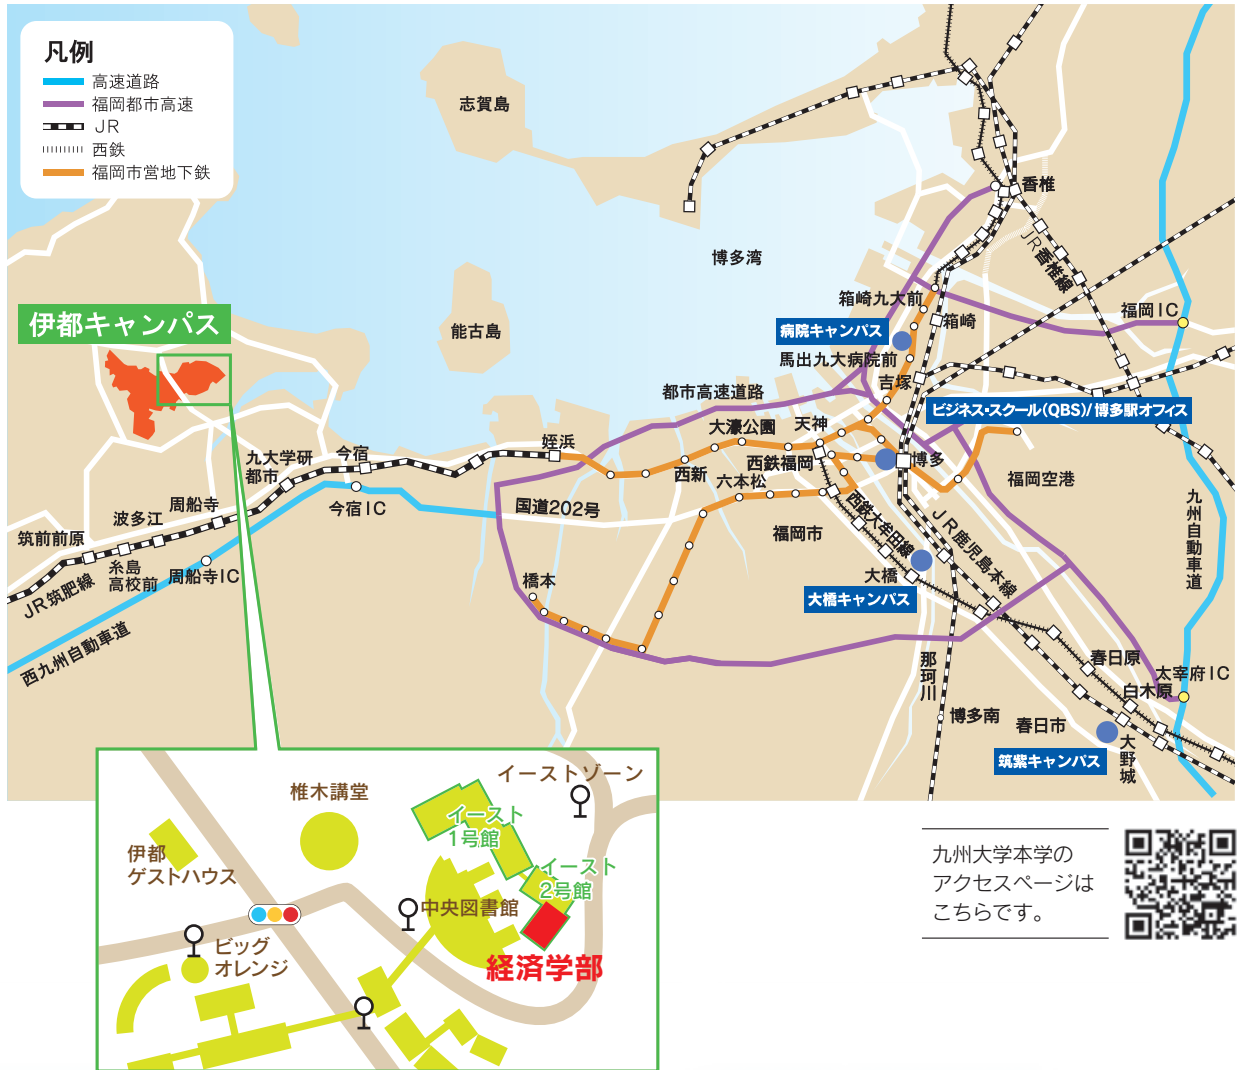 凡例
高速道路
福岡都市高速
JR
西鉄
福岡市営地下鉄
志賀島
香椎
JR香椎線
博多湾
箱崎九大前
箱崎
福岡IC
伊都キャンパス
能古島
病院キャンパス
馬出九大病院前
吉塚
都市高速道路
ビジネス・スクール(QBS)/博多駅オフィス
大濠公園
天神
姪浜
西新
西鉄福岡
博多
九大学研
都市
今宿
六本松
福岡空港
周船寺
今宿IC
国道202号
西鉄大牟田線
九州自動車道
波多江
筑前前原
福岡市
JR鹿児島本線
糸島
高校前
周船寺IC
橋本
大橋
大橋キャンパス
JR筑肥線
西九州自動車道
那珂川
春日原
太宰府IC
白木原
博多南
春日市
大野城
筑紫キャンパス
イーストゾーン
椎木講堂
イースト
1号館
伊都
ゲストハウス
イースト
2号館
中央図書館
ビッグ
オレンジ
経済学部
九州大学本学の
アクセスページは
こちらです。